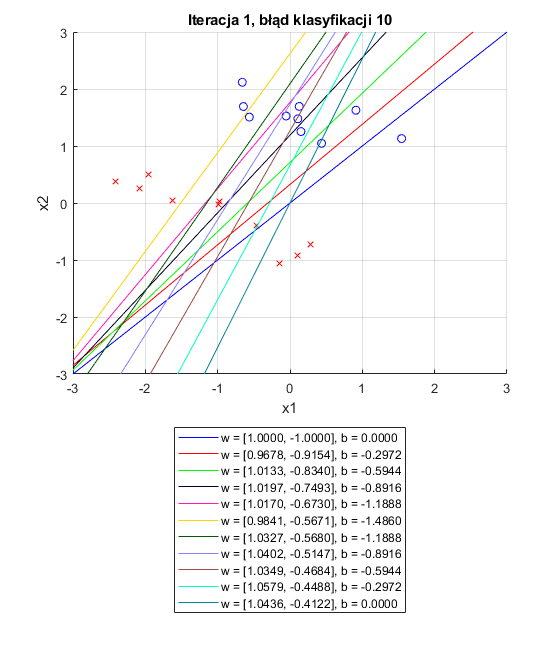 Iteracja 1, błąd klasyfikacji 10
3
2
1
0
-1
-2
-3
x2
-3 -2 -1 0 1 2 3
x1
w = [1.0000, -1.0000], b = 0.0000
w = [0.9678, -0.9154], b = -0.2972
w = [1.0133, -0.8340], b = -0.5944
w = [1.0197, -0.7493], b = -0.8916
w = [1.0170, -0.6730], b = -1.1888
w = [0.9841, -0.5671], b = -1.4860
w = [1.0327, -0.5680], b = -1.1888
w = [1.0402, -0.5147], b = -0.8916
w = [1.0349, -0.4684], b = -0.5944
w = [1.0579, -0.4488], b = -0.2972
w = [1.0436, -0.4122], b = 0.0000